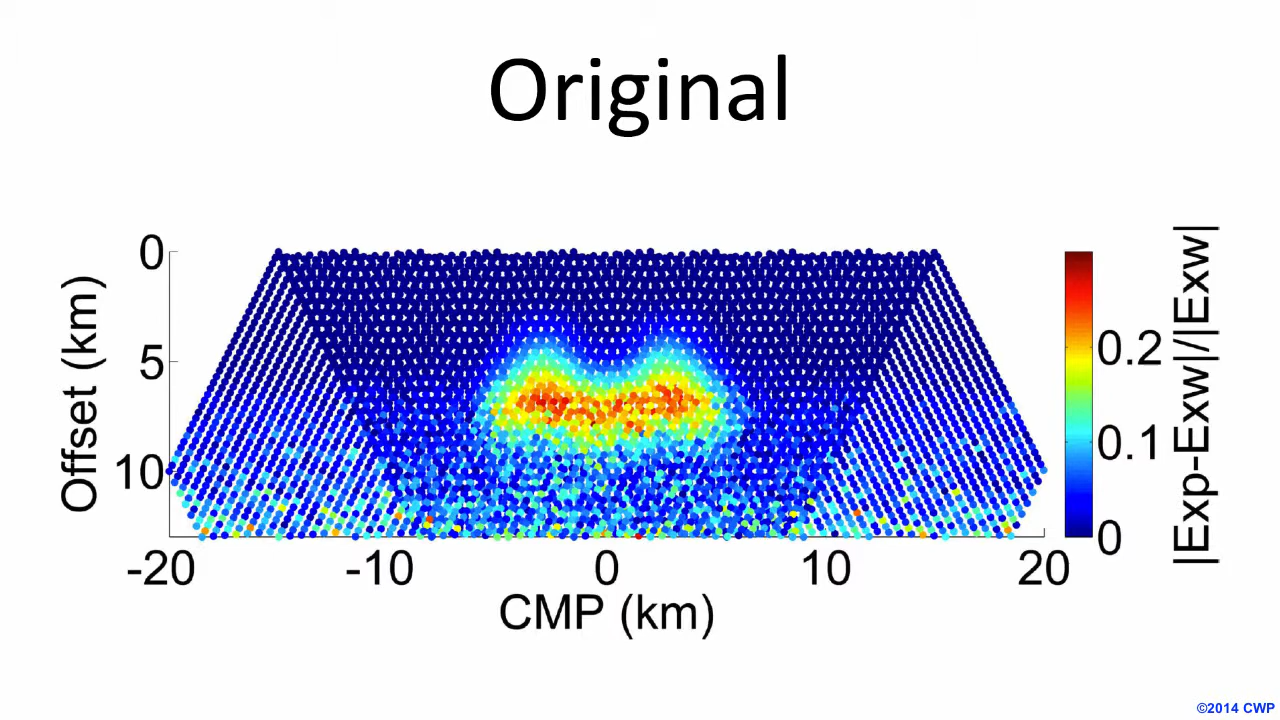 Original
0
5
10
Offset (km)
-20 -10 0 10 20
CMP (km)
0.2
0.1
0
|Exp-Exw|/|Exw|
©2014 CWP